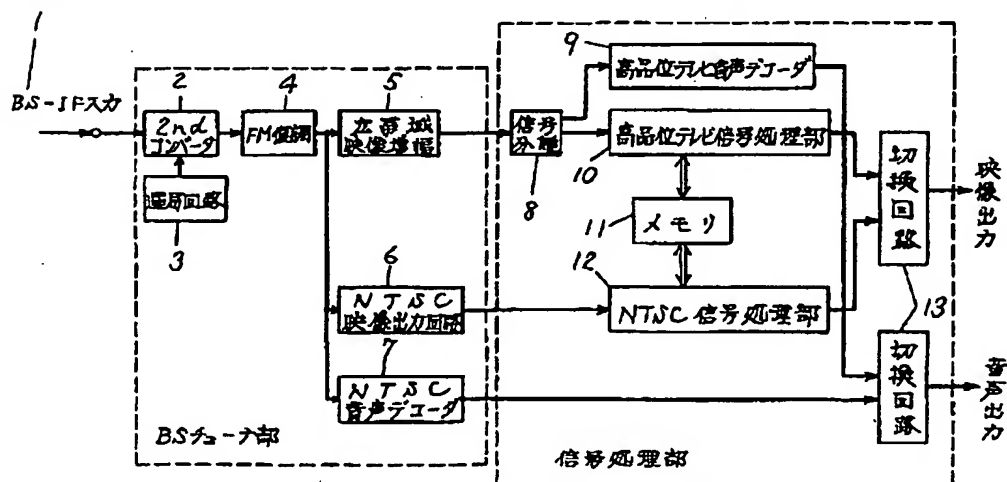 1
BS-IF入力
2
2nd
コンバータ
選局回路
3
4
FM復調
5
広帯域
映像増幅
6
NTSC
映像出力回路
7
NTSC
音声デコーダ
BSチューナ部
8
信号
分離
9
高品位テレビ音声デコーダ
高品位テレビ信号処理部
10
11
メモリ
12
NTSC信号処理部
切換回路
映像出力
13
切換回路
音声出力
信号処理部